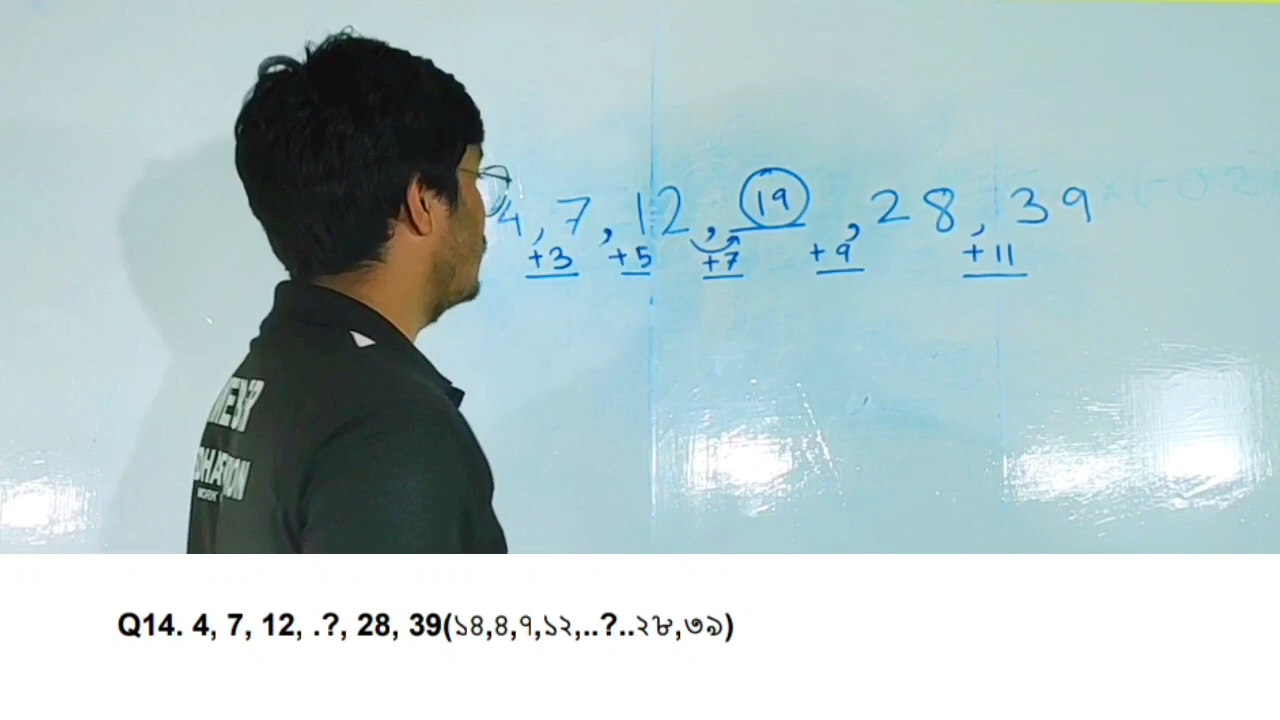 4, 7, 12, 19, 28, 39
+3 +5 +7 +9 +11
Q14. 4, 7, 12, .?, 28, 39(১৪,৪,৭,১২,..?..২৮,৩৯)